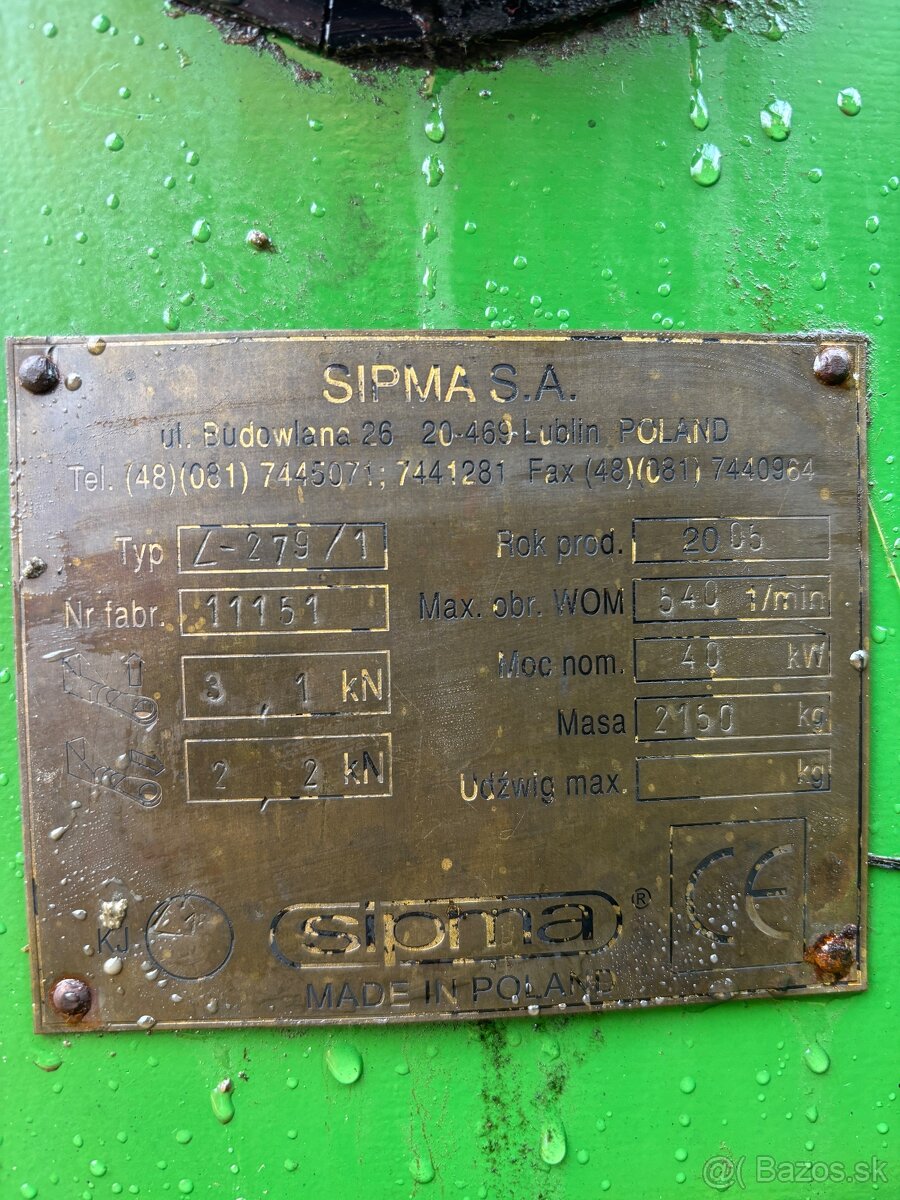 SIPMA S.A.
ul. Budowlana 26 20-469 Lublin POLAND
Tel. (48)(081) 7445071; 7441281 Fax (48)(081) 7440964
Typ Z-279/1 Rok prod. 2005
Nr fabr. 11151 Max. obr. WOM 540 1/min
3,1 kN Moc nom. 40 kW
Masa 2150 kg
2,2 kN Udźwig max. kg
KJ sipma ® CE
MADE IN POLAND
@( Bazos.sk